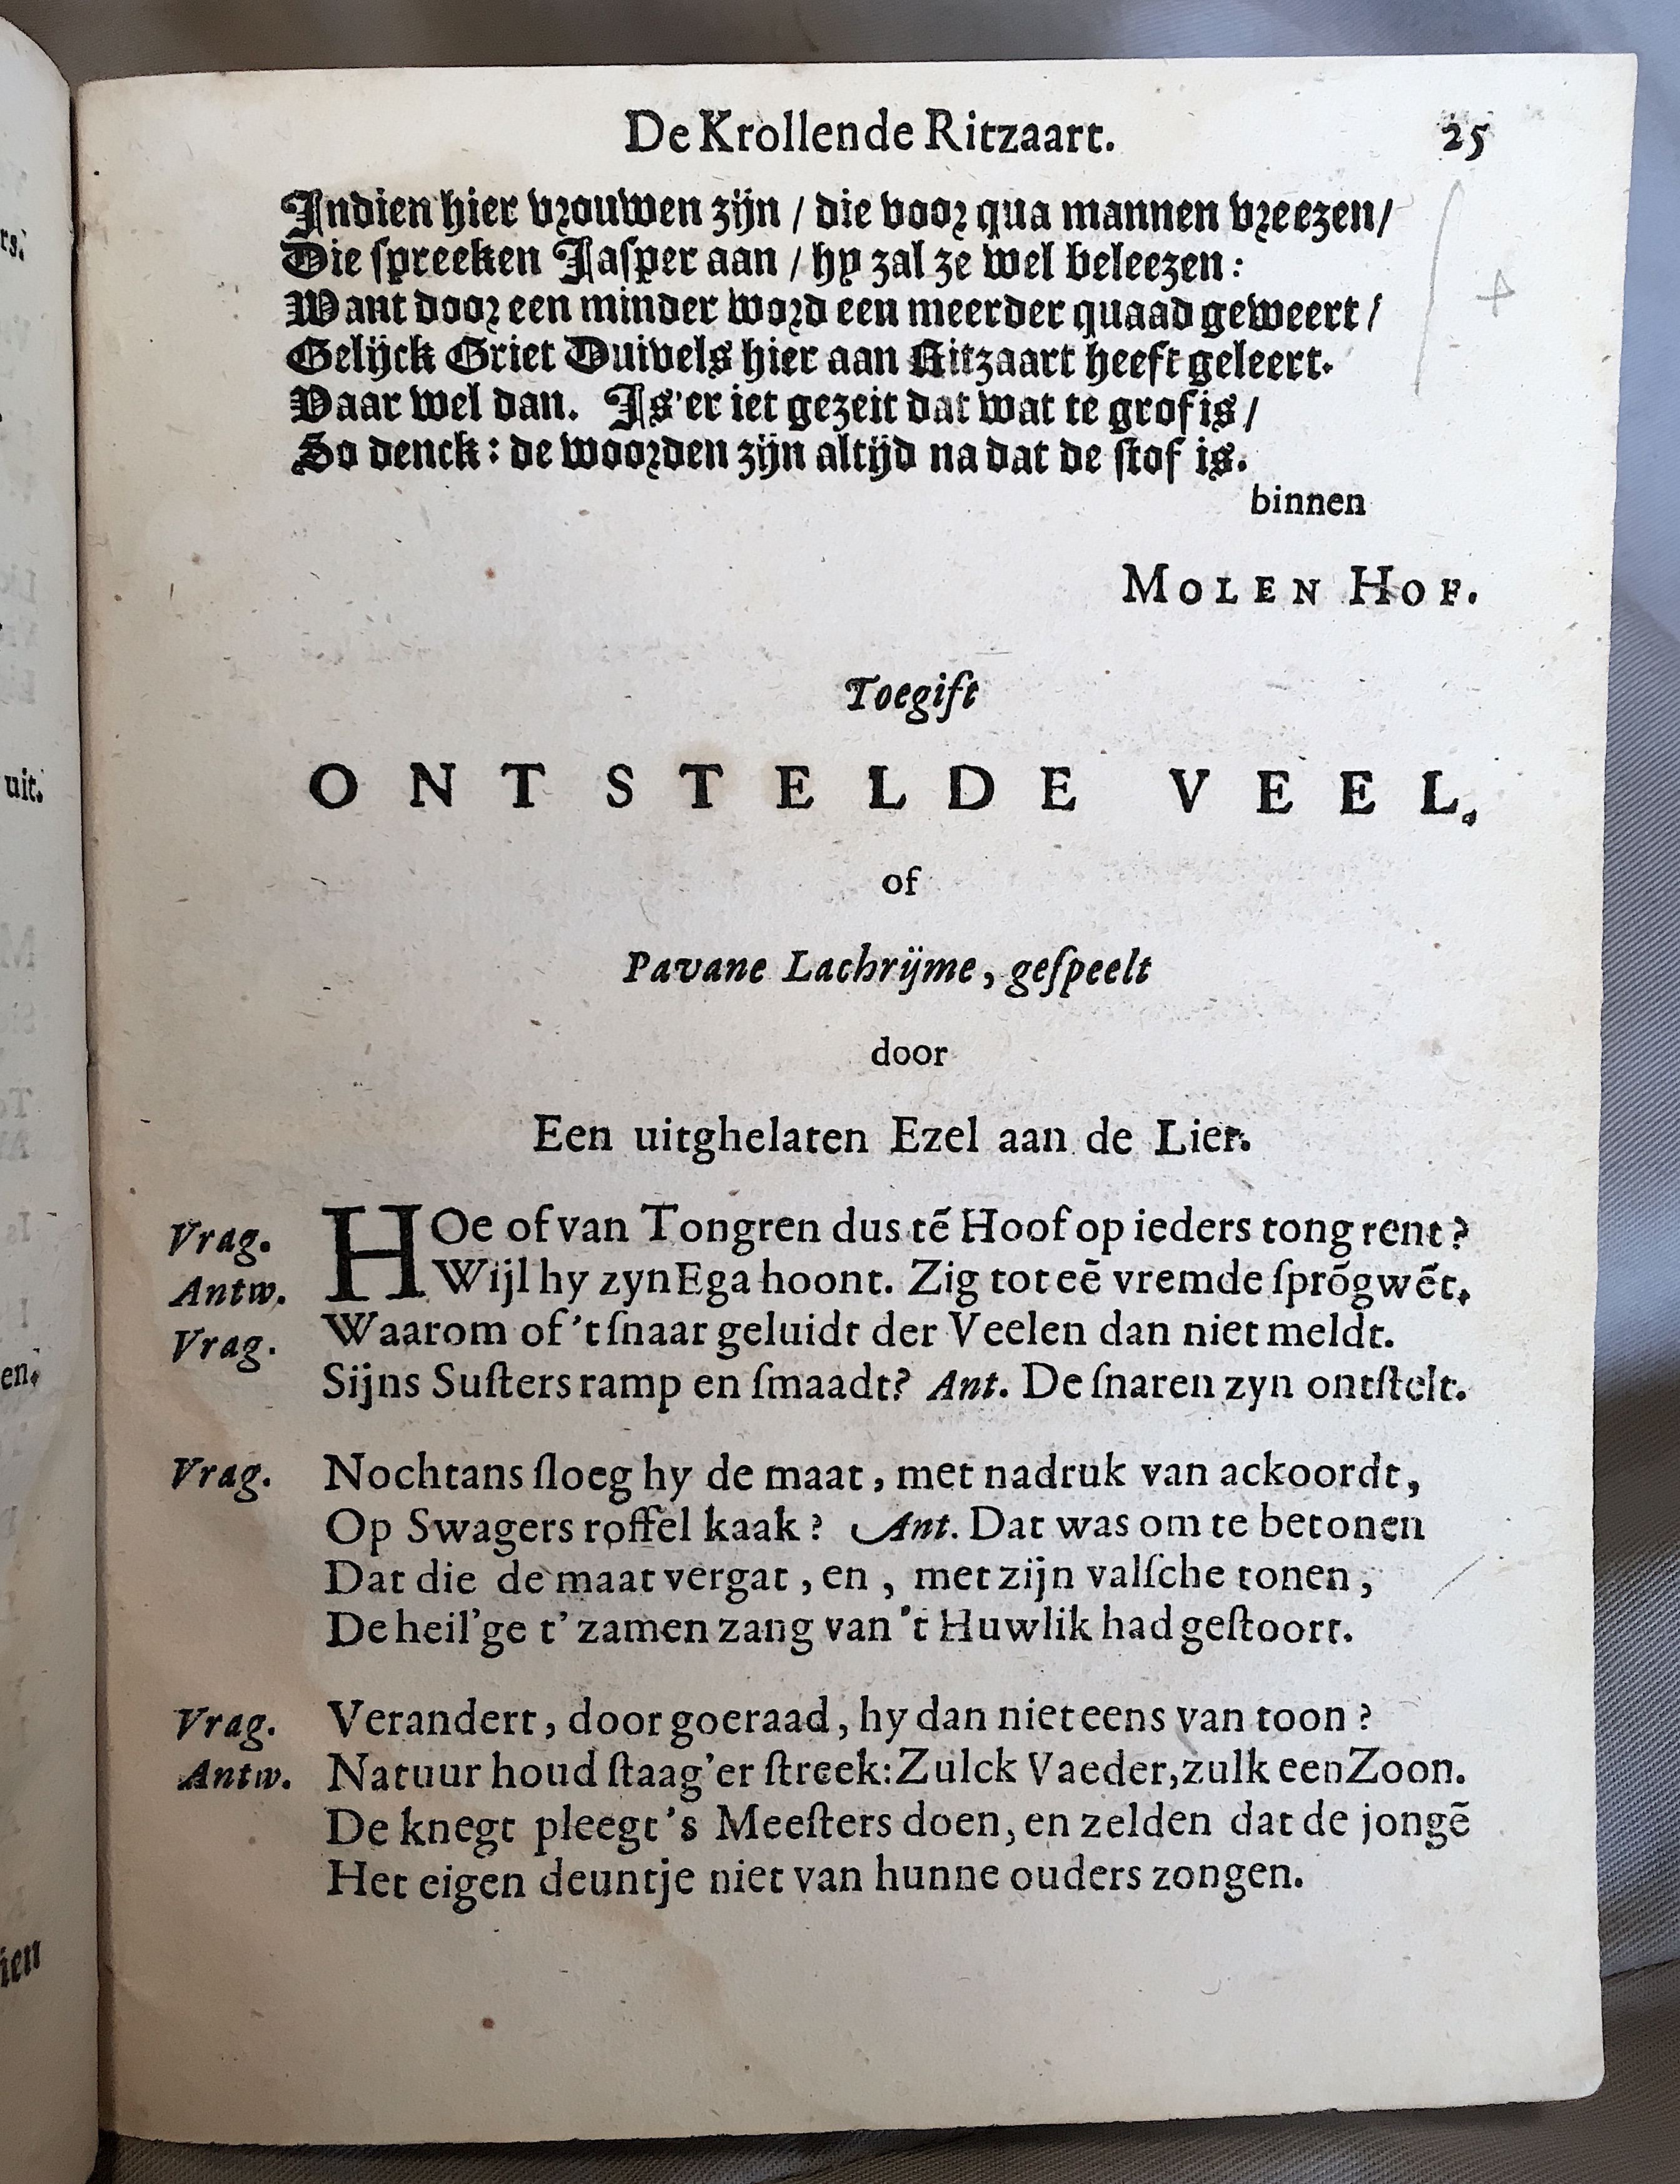 De Krollende Ritzaart. 25
Indien hier vrouwen zijn / die voor qua mannen vreezen /
Die spreeken Jasper aan / hy zal ze wel beleezen :
Want door een minder word een meerder quaad geweert /
Gelijck Griet Duivels hier aan Ritzaart heeft geleert.
Vaar wel dan. Is'er iet gezeit dat wat te grof is /
So denck : de woorden zijn altijd na dat de stof is.
binnen
MOLEN HOF.
Toegift
ONTSTELDE VEEL.
of
Pavane Lachrÿme, geſpeelt
door
Een uitghelaten Ezel aan de Lier.
Vrag. HOe of van Tongren dus tẽ Hoof op ieders tong rent?
Antw. Wijl hy zyn Ega hoont. Zig tot eẽ vremde ſprõgwẽt.
Vrag. Waarom of 't ſnaar geluidt der Veelen dan niet meldt.
Sijns Suſters ramp en ſmaadt? Ant. De ſnaren zyn ontſtelt.
Vrag. Nochtans ſloeg hy de maat, met nadruk van ackoordt,
Op Swagers roffel kaak? Ant. Dat was om te betonen
Dat die de maat vergat, en, met zijn valſche tonen,
De heil'ge t'zamen zang van 't Huwlik had geſtoort.
Vrag. Verandert, door goeraad, hy dan niet eens van toon?
Antw. Natuur houd ſtaag'er ſtreek: Zulck Vaeder, zulk een Zoon.
De knegt pleegt 's Meeſters doen, en zelden dat de jongẽ
Het eigen deuntje niet van hunne ouders zongen.
rs.
uit.
en.
ien